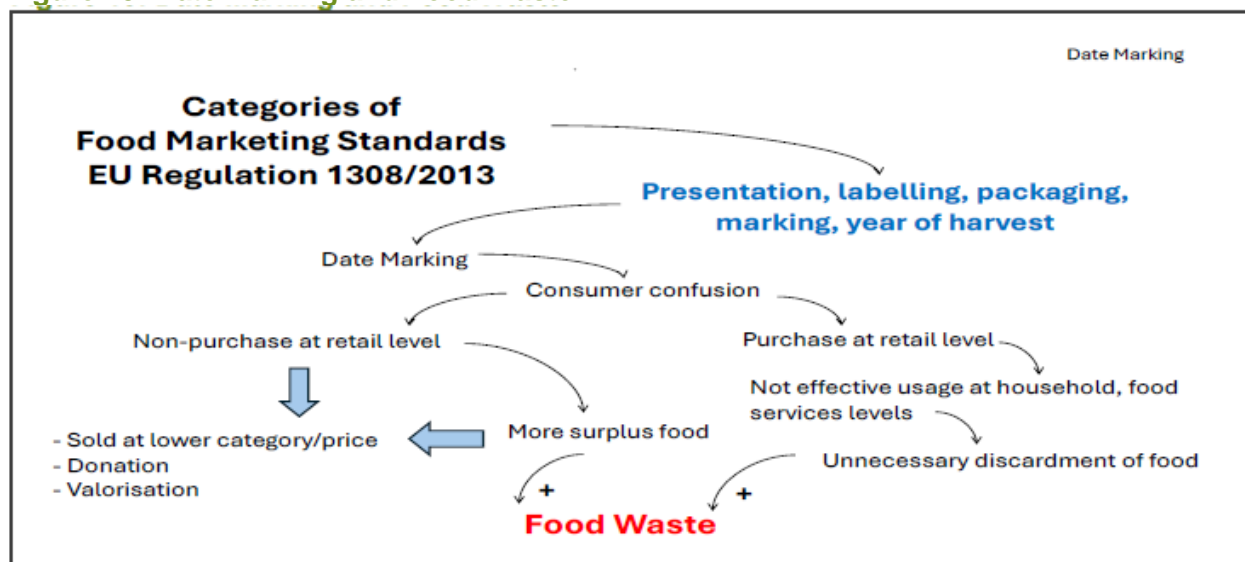 Date Marking
Categories of
Food Marketing Standards
EU Regulation 1308/2013
Presentation, labelling, packaging,
marking, year of harvest
Date Marking
Consumer confusion
Non-purchase at retail level
Purchase at retail level
Not effective usage at household, food
services levels
- Sold at lower category/price
- Donation
- Valorisation
More surplus food
Unnecessary discardment of food
+
+
Food Waste